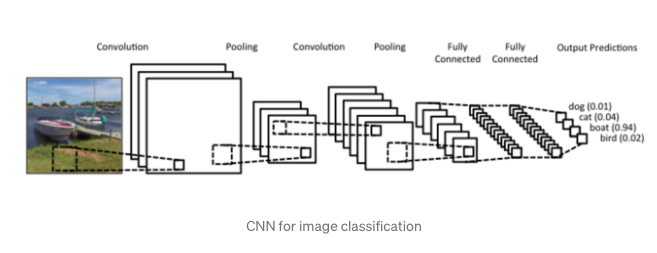 Convolution Pooling Convolution Pooling Fully Connected Fully Connected Output Predictions
dog (0.01)
cat (0.04)
boat (0.94)
bird (0.02)
CNN for image classification